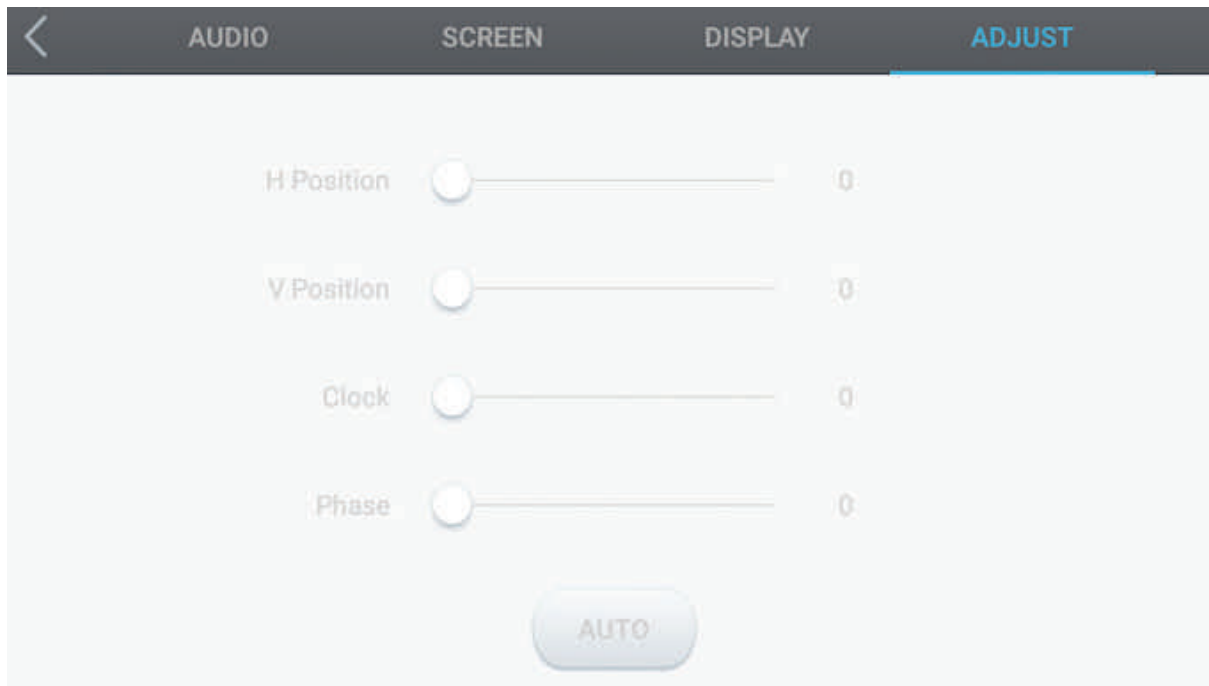 AUDIO SCREEN DISPLAY ADJUST
H Position 0
V Position 0
Clock 0
Phase 0
AUTO